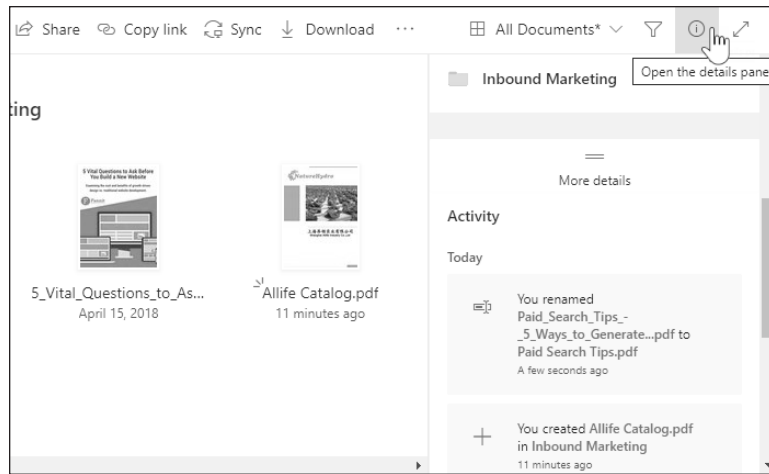 Share Copy link Sync Download ... All Documents*
Open the details pane
ting
Inbound Marketing
More details
Activity
Today
5 Vital Questions to Ask Before
You Build a New Website
NatureHydro
5_Vital_Questions_to_As...
April 15, 2018
Allife Catalog.pdf
11 minutes ago
You renamed
Paid_Search_Tips_-
_5_Ways_to_Generate...pdf to
Paid Search Tips.pdf
A few seconds ago
You created Allife Catalog.pdf
in Inbound Marketing
11 minutes ago